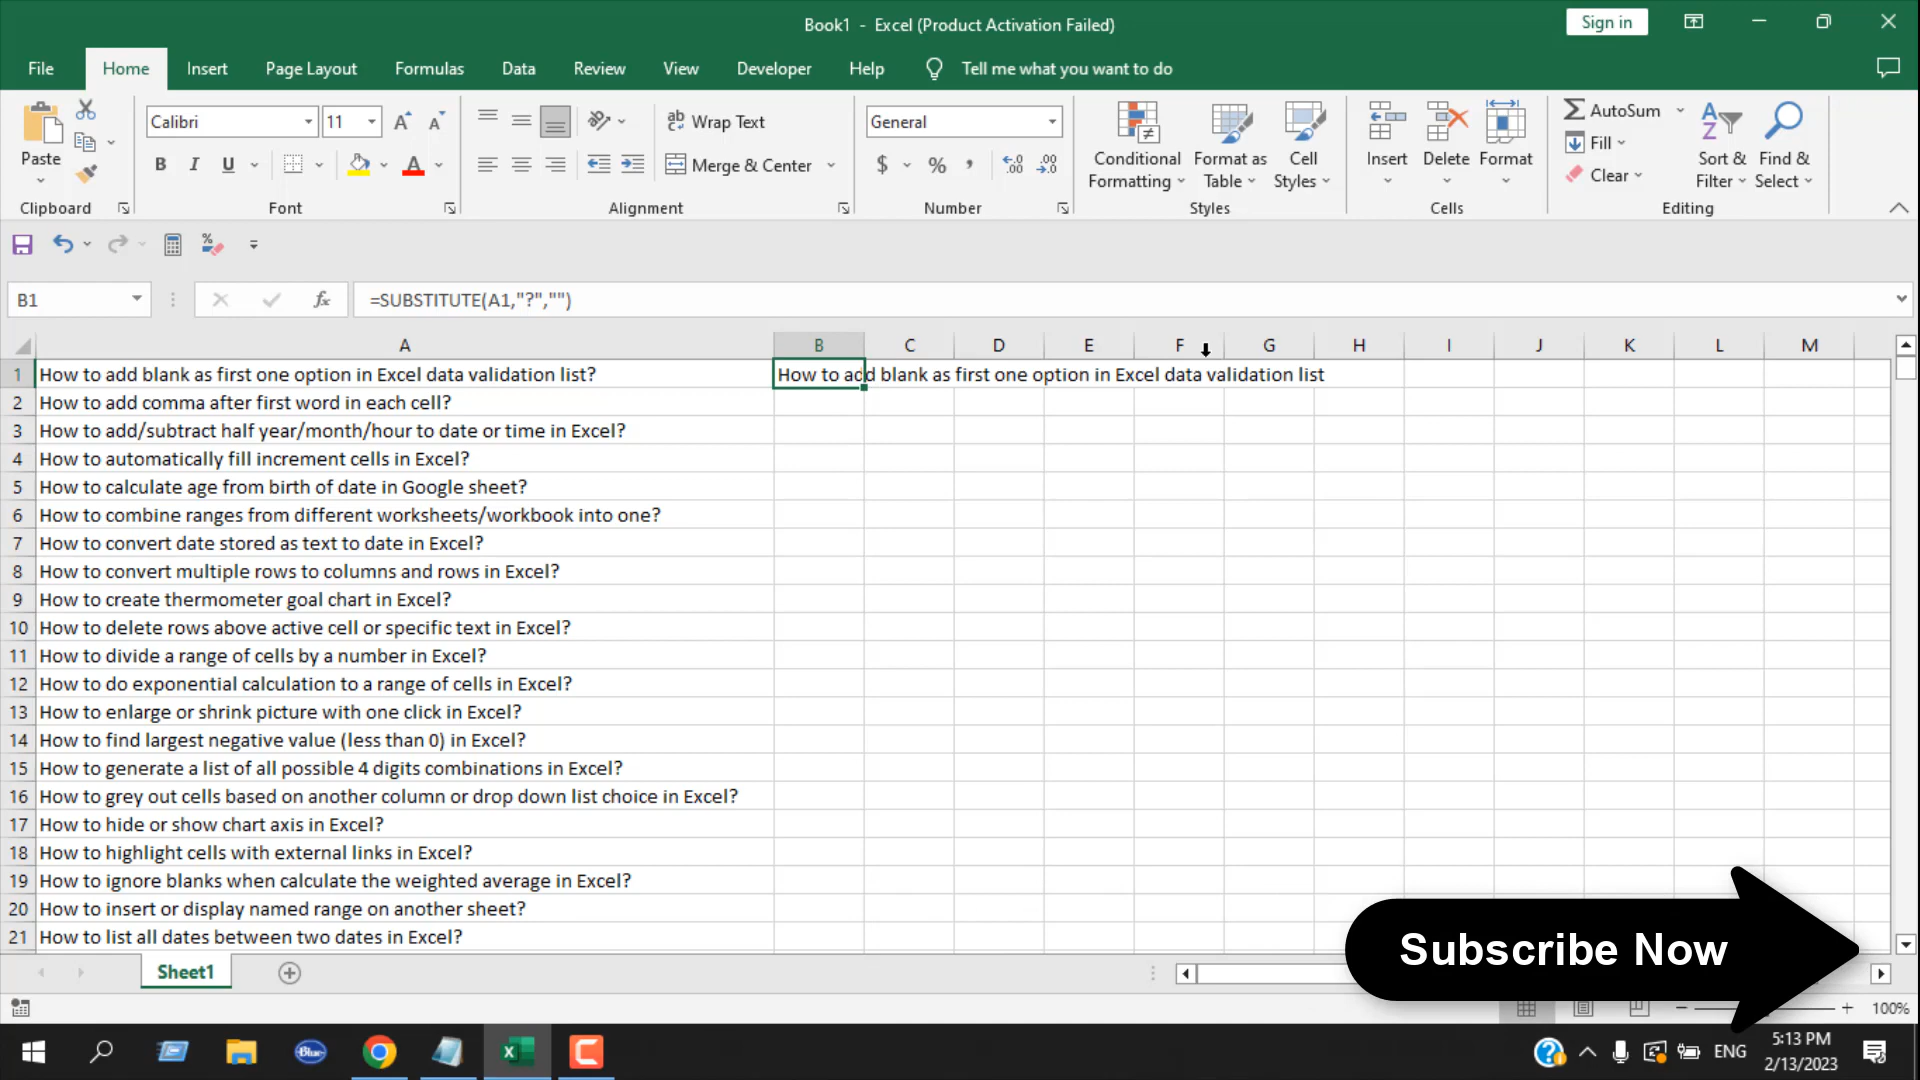 Book1 - Excel (Product Activation Failed)
Sign in
File Home Insert Page Layout Formulas Data Review View Developer Help Tell me what you want to do
Paste
Clipboard
Calibri 11
B I U
Font
Wrap Text
Merge & Center
Alignment
General
$ % ,
Number
Conditional Formatting
Format as Table
Cell Styles
Styles
Insert
Delete
Format
Cells
AutoSum
Fill
Clear
Sort & Filter
Find & Select
Editing
B1 fx =SUBSTITUTE(A1,"?","")
A B C D E F G H I J K L M
1 How to add blank as first one option in Excel data validation list? How to add blank as first one option in Excel data validation list
2 How to add comma after first word in each cell?
3 How to add/subtract half year/month/hour to date or time in Excel?
4 How to automatically fill increment cells in Excel?
5 How to calculate age from birth of date in Google sheet?
6 How to combine ranges from different worksheets/workbook into one?
7 How to convert date stored as text to date in Excel?
8 How to convert multiple rows to columns and rows in Excel?
9 How to create thermometer goal chart in Excel?
10 How to delete rows above active cell or specific text in Excel?
11 How to divide a range of cells by a number in Excel?
12 How to do exponential calculation to a range of cells in Excel?
13 How to enlarge or shrink picture with one click in Excel?
14 How to find largest negative value (less than 0) in Excel?
15 How to generate a list of all possible 4 digits combinations in Excel?
16 How to grey out cells based on another column or drop down list choice in Excel?
17 How to hide or show chart axis in Excel?
18 How to highlight cells with external links in Excel?
19 How to ignore blanks when calculate the weighted average in Excel?
20 How to insert or display named range on another sheet?
21 How to list all dates between two dates in Excel?
Subscribe Now
Sheet1
100%
Blue
ENG
5:13 PM
2/13/2023